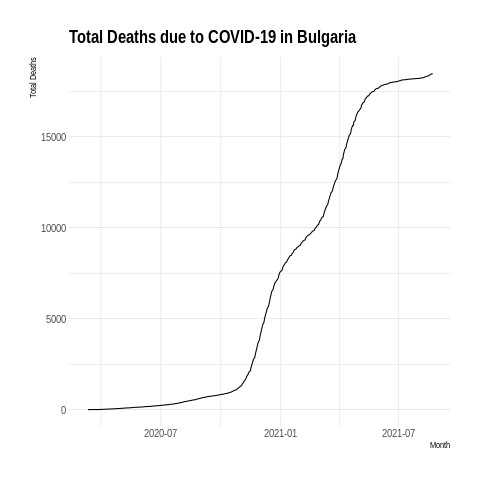 Total Deaths due to COVID-19 in Bulgaria
Total Deaths
15000
10000
5000
0
2020-07 2021-01 2021-07
Month